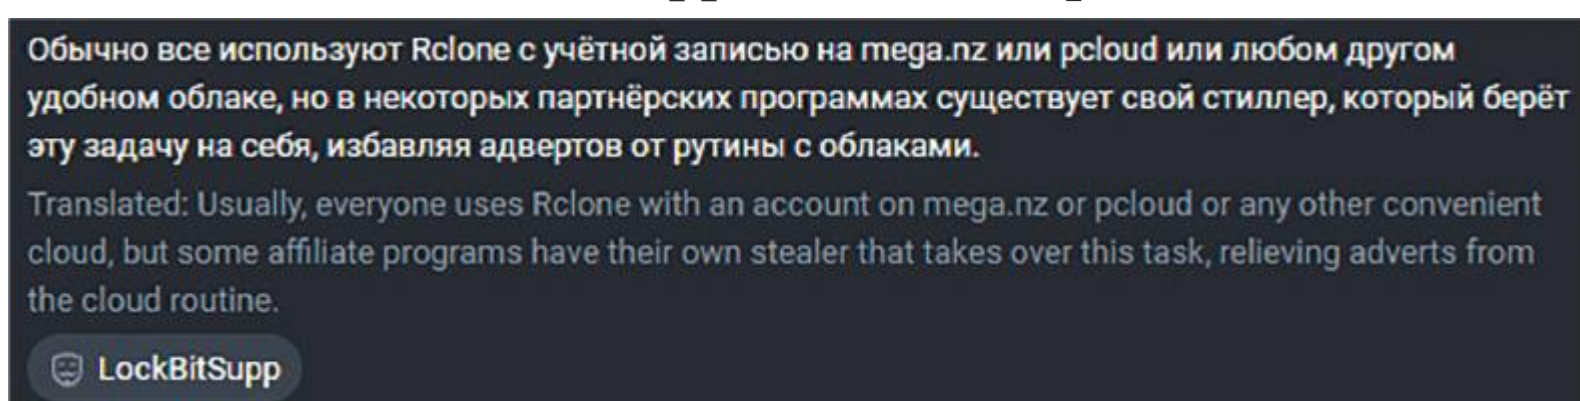 Обычно все используют Rclone с учётной записью на mega.nz или pcloud или любом другом
удобном облаке, но в некоторых партнёрских программах существует свой стиллер, который берёт
эту задачу на себя, избавляя адвертов от рутины с облаками.
Translated: Usually, everyone uses Rclone with an account on mega.nz or pcloud or any other convenient
cloud, but some affiliate programs have their own stealer that takes over this task, relieving adverts from
the cloud routine.
LockBitSupp